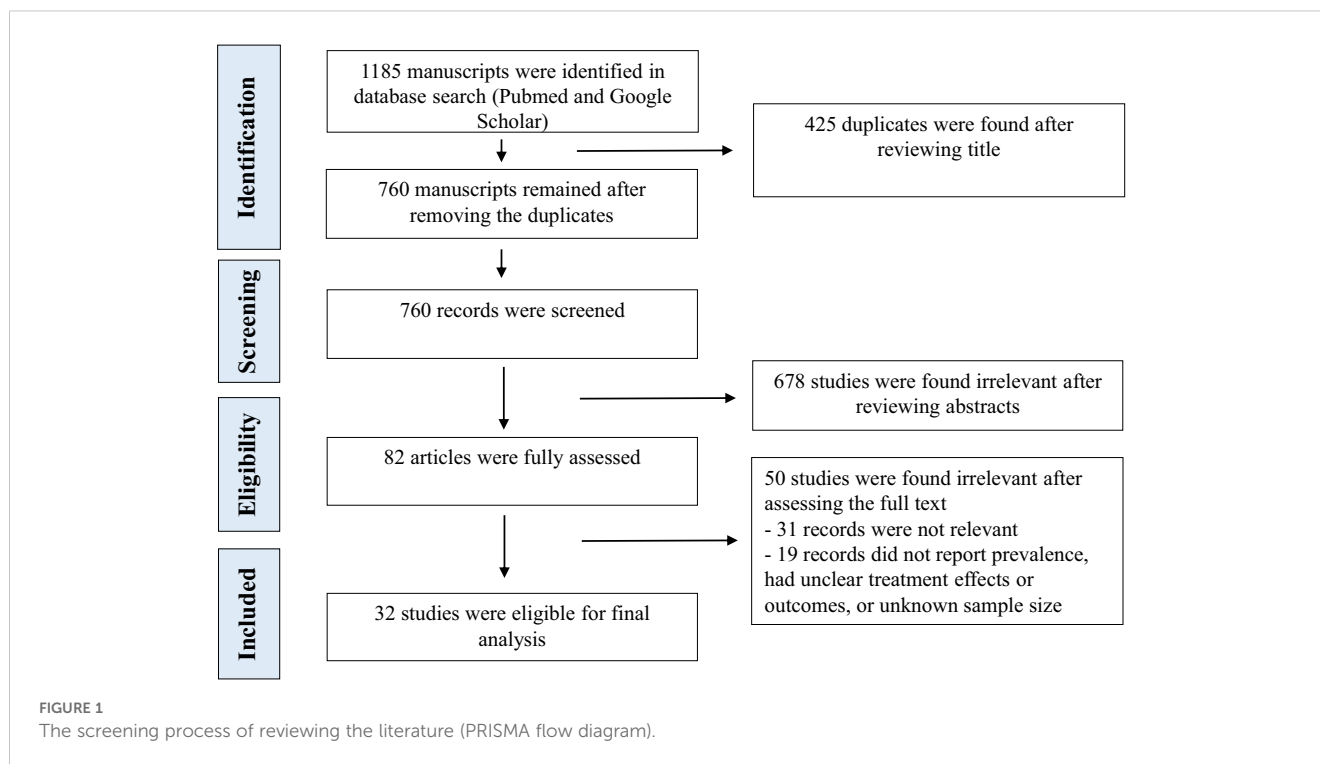 Identification
1185 manuscripts were identified in
database search (Pubmed and Google
Scholar)
425 duplicates were found after
reviewing title
760 manuscripts remained after
removing the duplicates
Screening
760 records were screened
678 studies were found irrelevant after
reviewing abstracts
Eligibility
82 articles were fully assessed
50 studies were found irrelevant after
assessing the full text
- 31 records were not relevant
- 19 records did not report prevalence,
had unclear treatment effects or
outcomes, or unknown sample size
Included
32 studies were eligible for final
analysis
FIGURE 1
The screening process of reviewing the literature (PRISMA flow diagram).